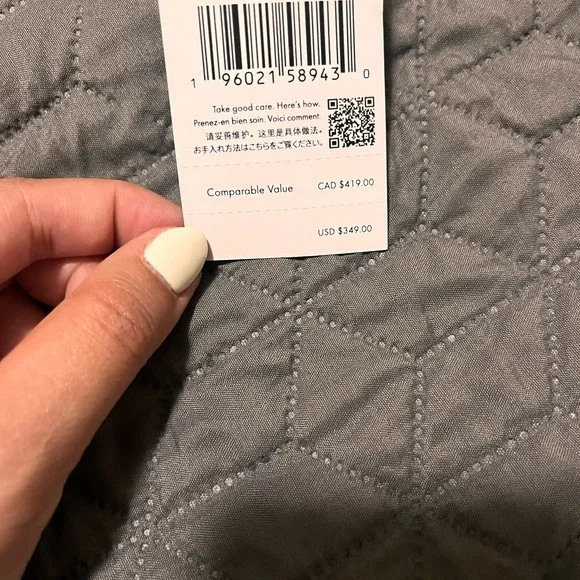 1 96021 58943 0
Take good care. Here's how.
Prenez-en bien soin. Voici comment.
请妥善维护。这里是具体做法。
お手入れ方法はこちらをご覧ください。
Comparable Value CAD $419.00
USD $349.00